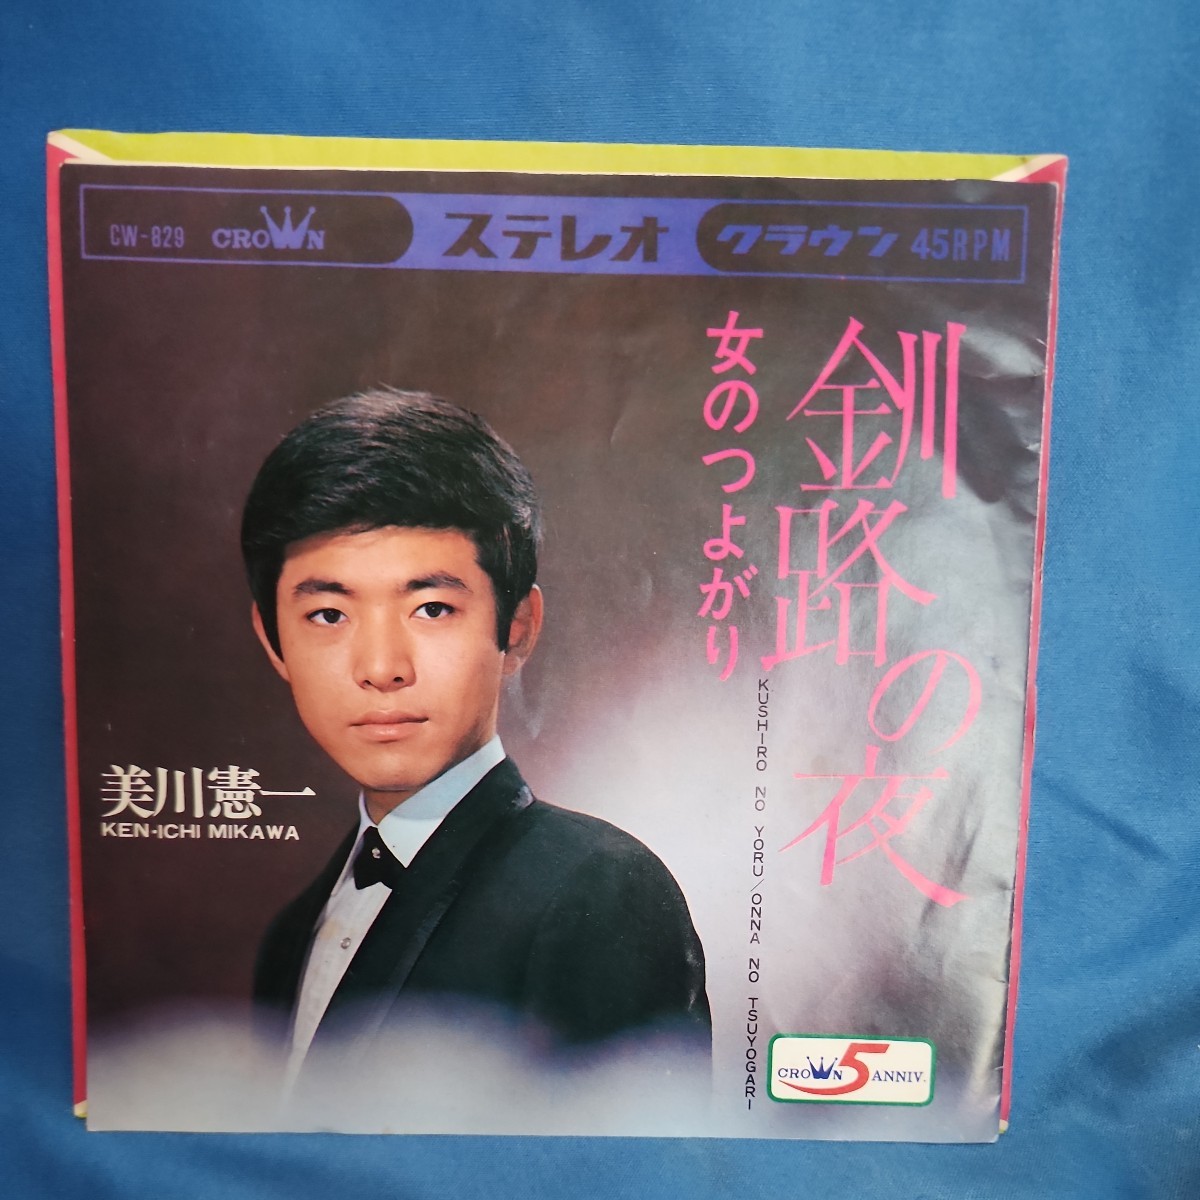 CW-829 CROWN ステレオ クラウン 45RPM
釧路の夜
女のつよがり
KUSHIRO NO YORU/ONNA NO TSUYOGARI
美川憲一
KEN-ICHI MIKAWA
CROWN 5 ANNIV.